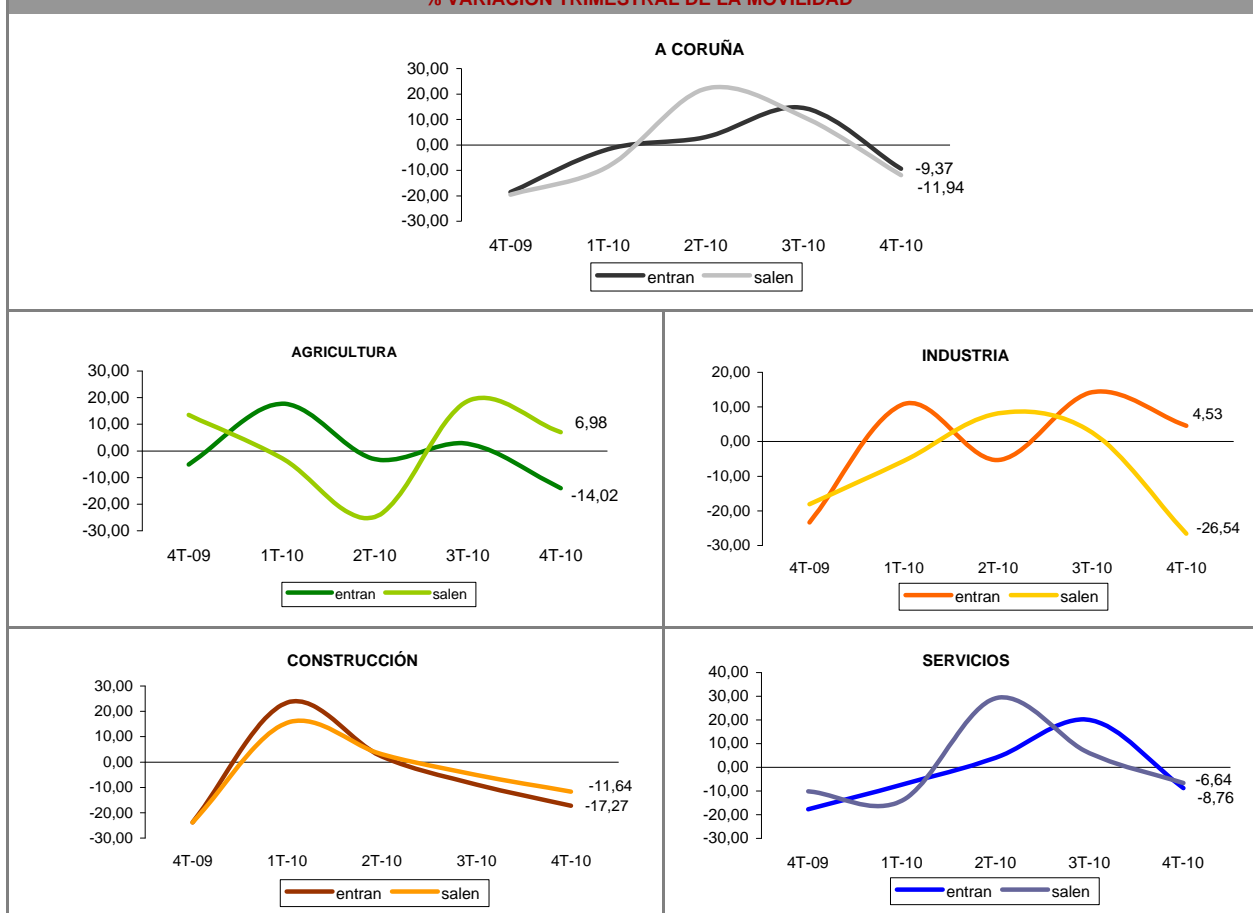 % VARIACIÓN TRIMESTRAL DE LA MOVILIDAD
A CORUÑA
30,00
20,00
10,00
0,00
-10,00
-20,00
-30,00
-9,37
-11,94
4T-09 1T-10 2T-10 3T-10 4T-10
entran salen
AGRICULTURA
30,00
20,00
10,00
0,00
-10,00
-20,00
-30,00
6,98
-14,02
4T-09 1T-10 2T-10 3T-10 4T-10
entran salen
INDUSTRIA
20,00
10,00
0,00
-10,00
-20,00
-30,00
4,53
-26,54
4T-09 1T-10 2T-10 3T-10 4T-10
entran salen
CONSTRUCCIÓN
30,00
20,00
10,00
0,00
-10,00
-20,00
-30,00
-11,64
-17,27
4T-09 1T-10 2T-10 3T-10 4T-10
entran salen
SERVICIOS
40,00
30,00
20,00
10,00
0,00
-10,00
-20,00
-30,00
-6,64
-8,76
4T-09 1T-10 2T-10 3T-10 4T-10
entran salen